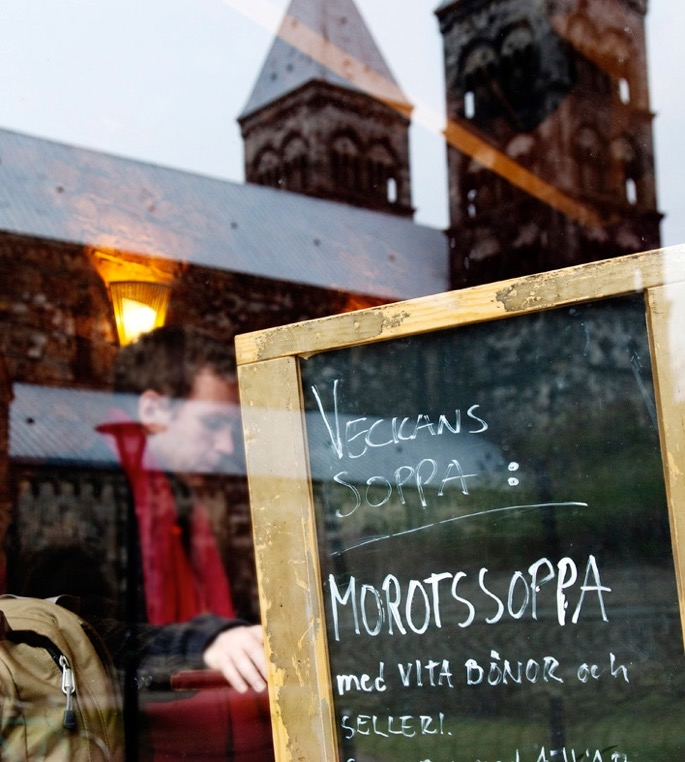 VECKANS
SOPPA :
MOROTSSOPPA
med VITA BÖNOR och
SELLERI.